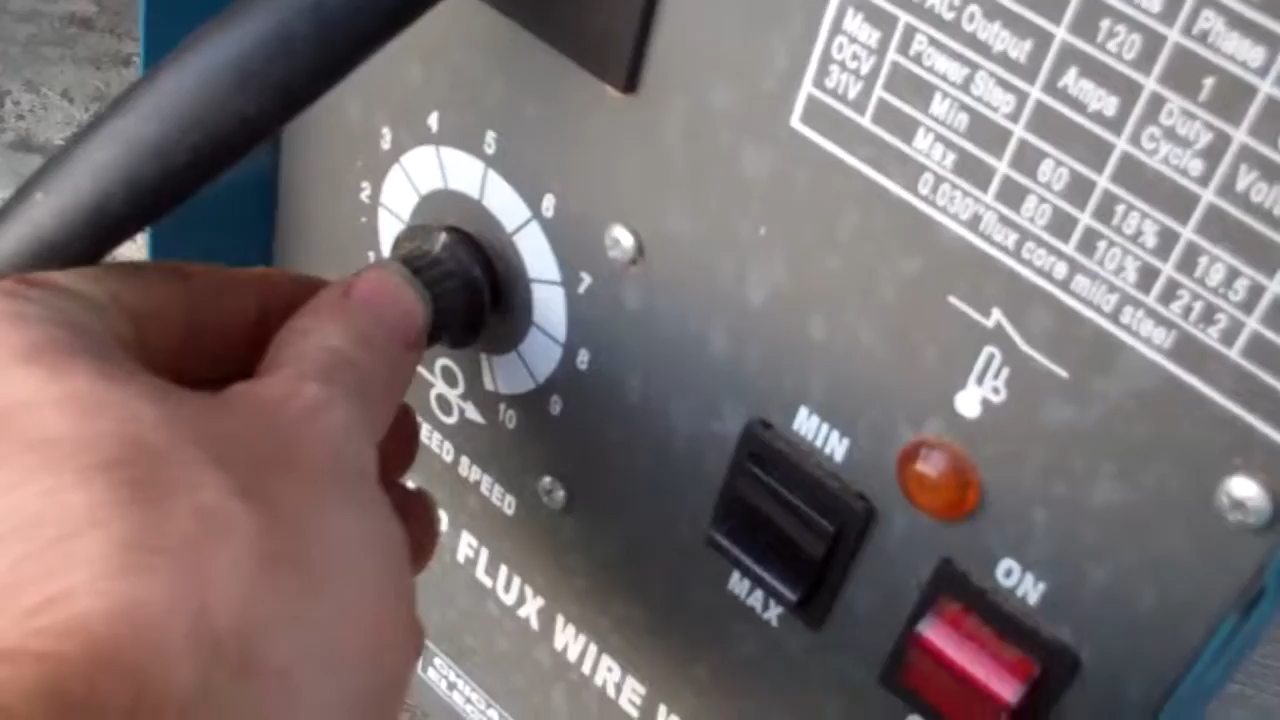 AC Output
120
Phase
Max
OCV
31V
Power Step
Amps
1
Min
Duty
Cycle
Max
60
18%
80
10%
19.5
21.2
0.030"flux core mild steel
1
2
3
4
5
6
7
8
9
10
SPEED
MIN
MAX
ON
FLUX WIRE